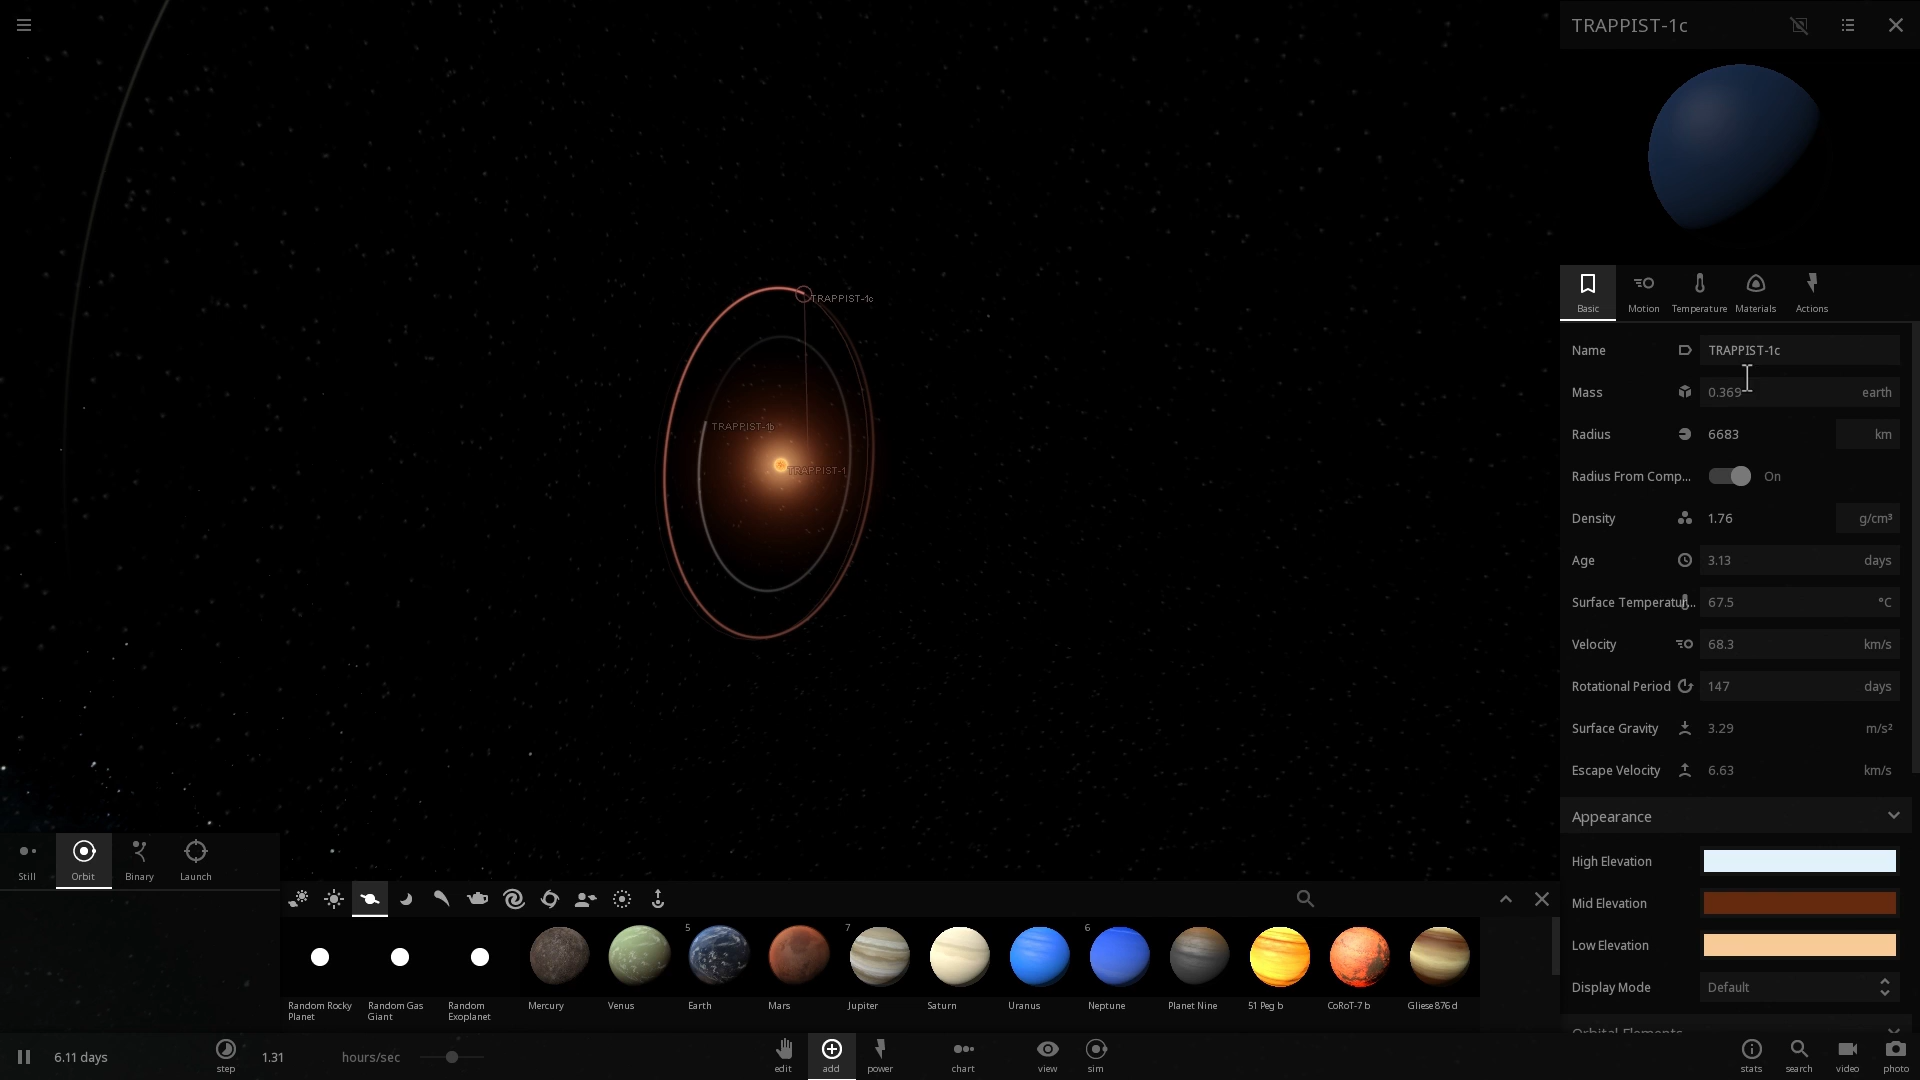 TRAPPIST-1c
TRAPPIST-1c
TRAPPIST-1b
TRAPPIST-1
Basic
Motion
Temperature
Materials
Actions
Name
TRAPPIST-1c
Mass
0.369
earth
Radius
6683
km
Radius From Comp...
On
Density
1.76
g/cm³
Age
3.13
days
Surface Temperatur...
67.5
°C
Velocity
68.3
km/s
Rotational Period
147
days
Surface Gravity
3.29
m/s²
Escape Velocity
6.63
km/s
Appearance
High Elevation
Mid Elevation
Low Elevation
Display Mode
Default
Orbital Elements
Still
Orbit
Binary
Launch
5
7
6
Random Rocky
Planet
Random Gas
Giant
Random
Exoplanet
Mercury
Venus
Earth
Mars
Jupiter
Saturn
Uranus
Neptune
Planet Nine
51 Peg b
CoRoT-7 b
Gliese 876 d
6.11 days
step
1.31
hours/sec
edit
add
power
chart
view
sim
stats
search
video
photo